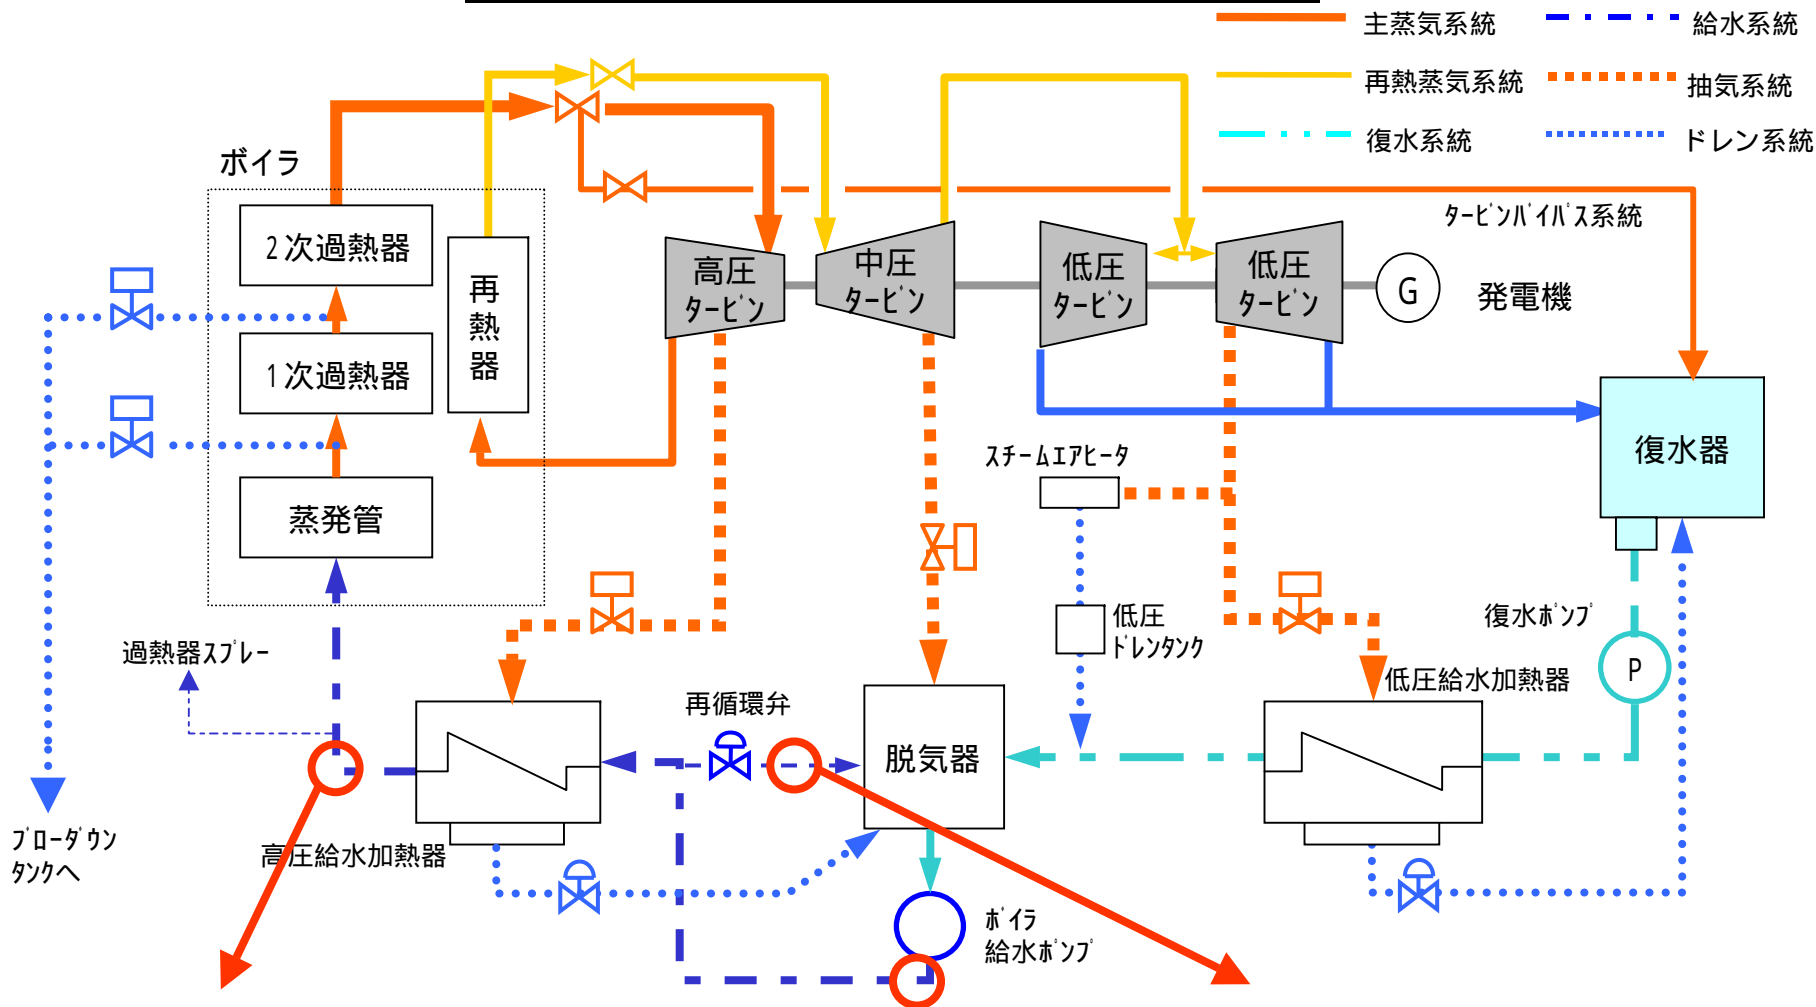 主蒸気系統
給水系統
再熱蒸気系統
抽気系統
復水系統
ドレン系統
ボイラ
ﾀｰﾋﾞﾝﾊﾞｲﾊﾟｽ系統
2次過熱器
1次過熱器
蒸発管
再
熱
器
高圧
ﾀｰﾋﾞﾝ
中圧
ﾀｰﾋﾞﾝ
低圧
ﾀｰﾋﾞﾝ
低圧
ﾀｰﾋﾞﾝ
G
発電機
復水器
ｽﾁｰﾑｴｱﾋｰﾀ
低圧
ﾄﾞﾚﾝﾀﾝｸ
復水ﾎﾟﾝﾌﾟ
P
過熱器ｽﾌﾟﾚｰ
再循環弁
脱気器
低圧給水加熱器
高圧給水加熱器
ﾌﾞﾛｰﾀﾞｳﾝ
ﾀﾝｸへ
ﾎﾞｲﾗ
給水ﾎﾟﾝﾌﾟ